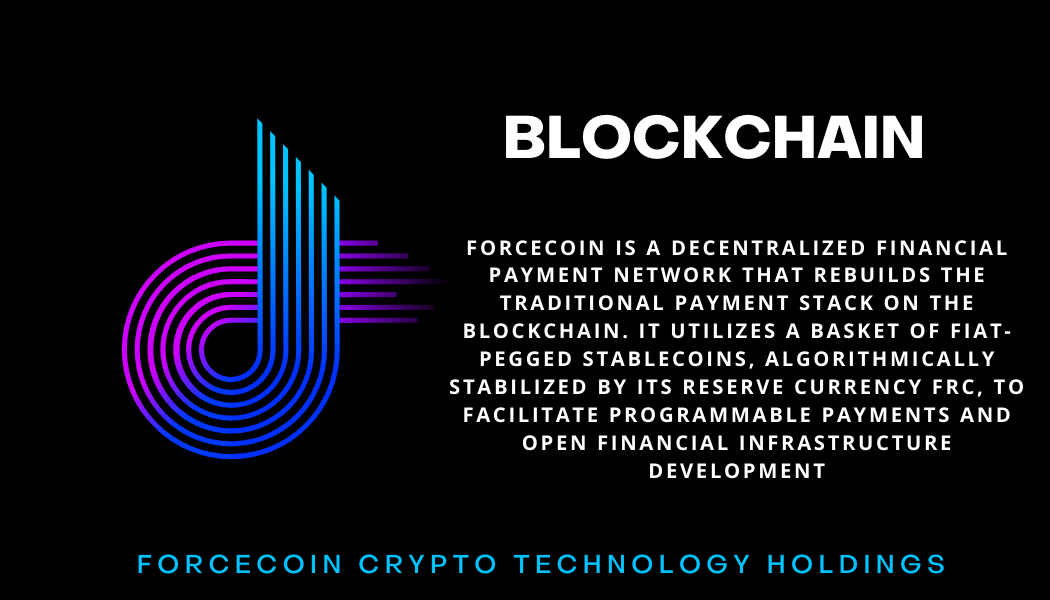 BLOCKCHAIN
FORCECOIN IS A DECENTRALIZED FINANCIAL
PAYMENT NETWORK THAT REBUILDS THE
TRADITIONAL PAYMENT STACK ON THE
BLOCKCHAIN. IT UTILIZES A BASKET OF FIAT-
PEGGED STABLECOINS, ALGORITHMICALLY
STABILIZED BY ITS RESERVE CURRENCY FRC, TO
FACILITATE PROGRAMMABLE PAYMENTS AND
OPEN FINANCIAL INFRASTRUCTURE
DEVELOPMENT
FORCECOIN CRYPTO TECHNOLOGY HOLDINGS